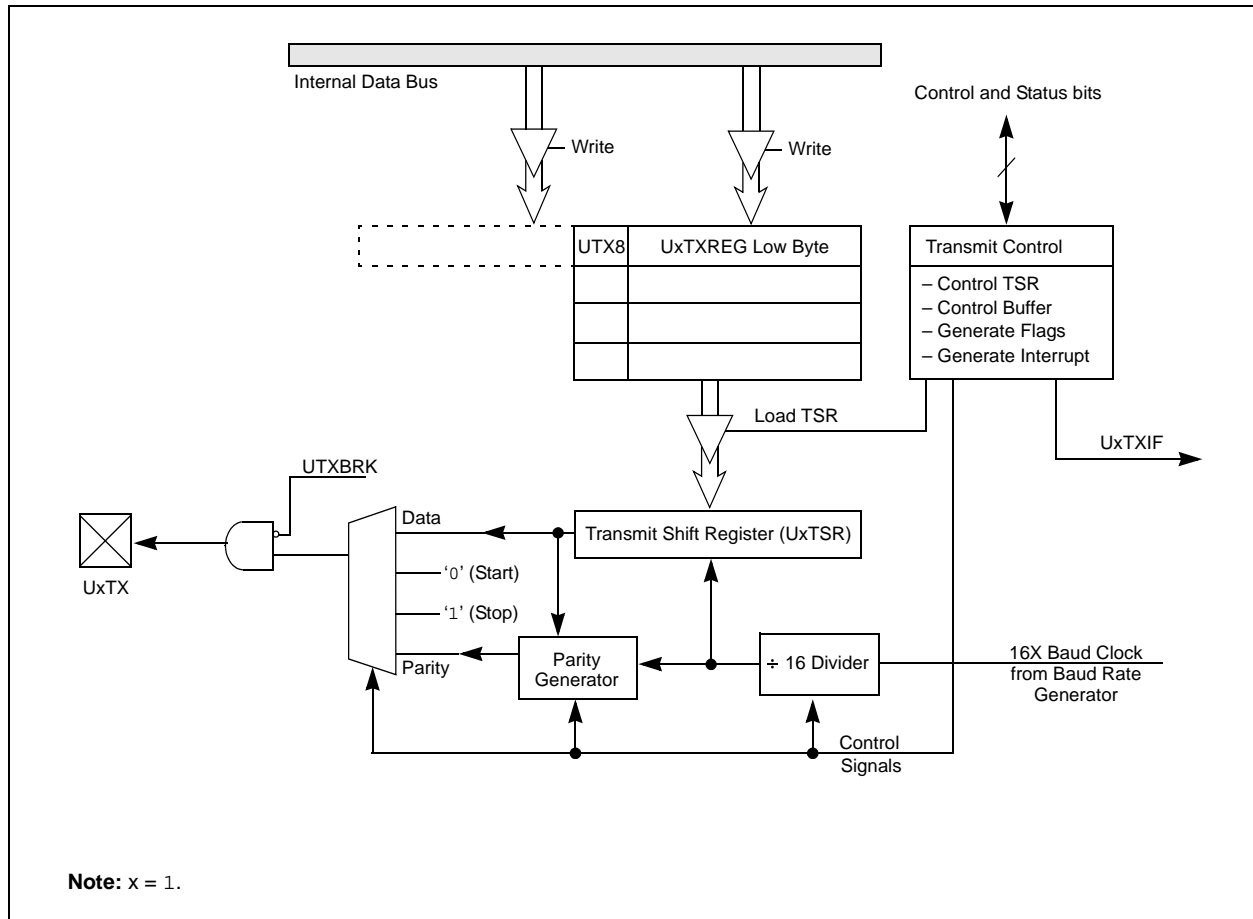 Internal Data Bus
Control and Status bits
Write
Write
UTX8
UxTXREG Low Byte
Transmit Control
– Control TSR
– Control Buffer
– Generate Flags
– Generate Interrupt
Load TSR
UxTXIF
UTXBRK
Data
Transmit Shift Register (UxTSR)
UxTX
‘0’ (Start)
‘1’ (Stop)
Parity
Parity
Generator
÷ 16 Divider
16X Baud Clock
from Baud Rate
Generator
Control
Signals
Note: x = 1.